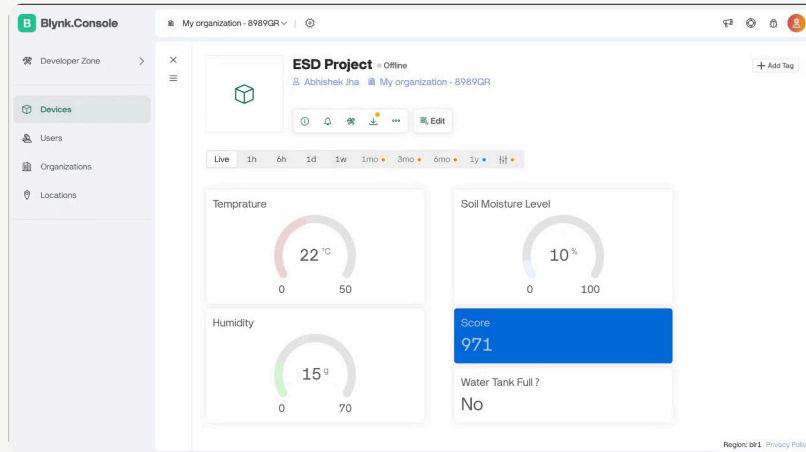 B Blynk.Console
My organization - 8989GR
Developer Zone
Devices
Users
Organizations
Locations
ESD Project Offline
Abhishek Jha My organization - 8989GR
Add Tag
Edit
Live 1h 6h 1d 1w 1mo 3mo 6mo 1y
Temprature
22 °C
0 50
Soil Moisture Level
10 %
0 100
Humidity
15 g
0 70
Score
971
Water Tank Full ?
No
Region: blr1 Privacy Polic